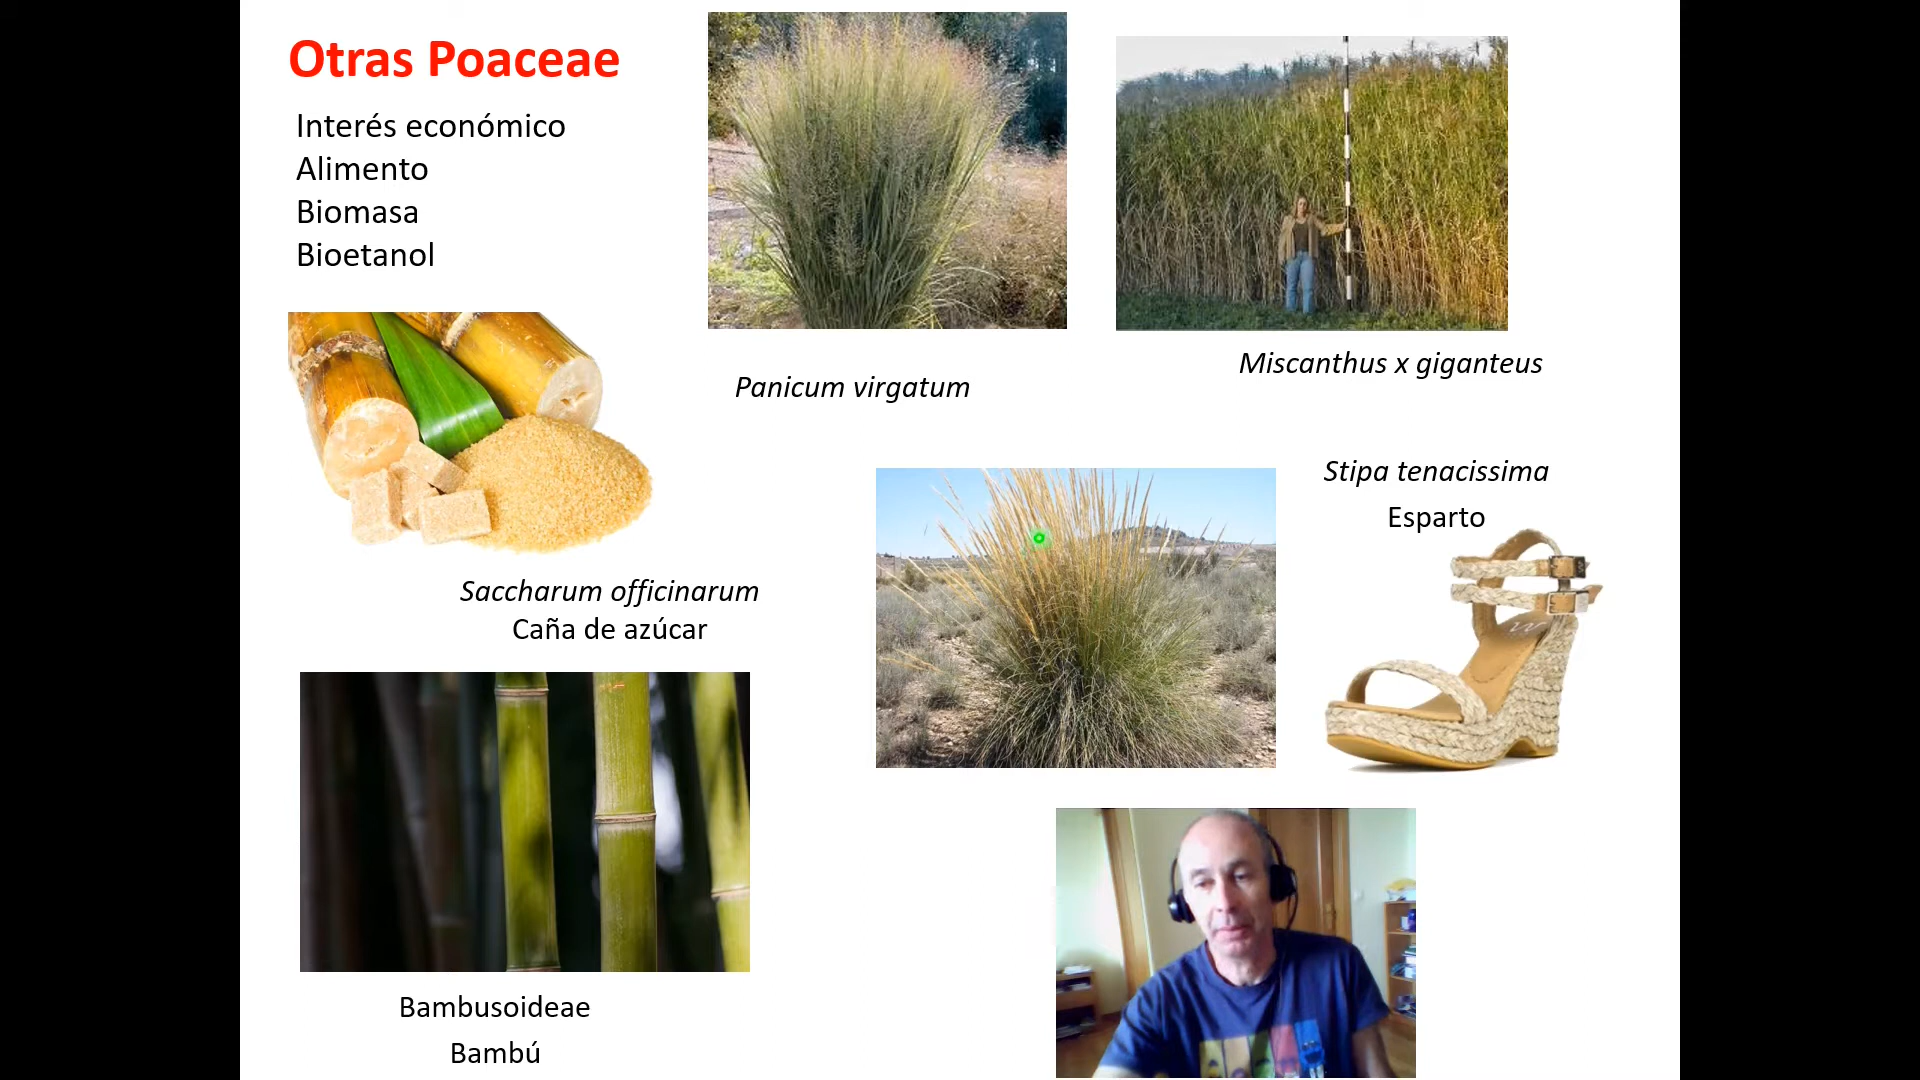 Otras Poaceae
Interés económico
Alimento
Biomasa
Bioetanol
Panicum virgatum
Miscanthus x giganteus
Stipa tenacissima
Esparto
Saccharum officinarum
Caña de azúcar
Bambusoideae
Bambú